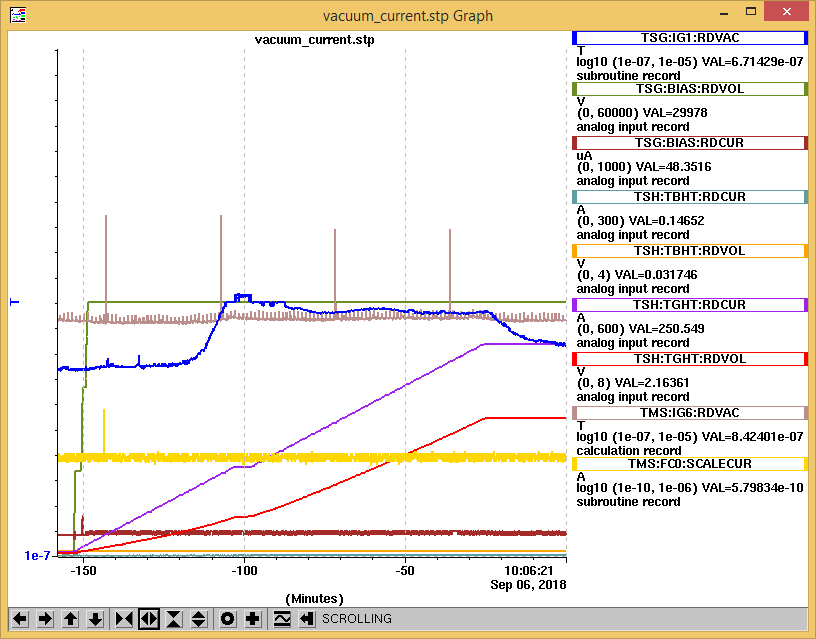 vacuum_current.stp Graph
vacuum_current.stp
T
1e-7
-150
-100
-50
10:06:21
Sep 06, 2018
(Minutes)
TSG:IG1:RDVAC
T
log10 (1e-07, 1e-05) VAL=6.71429e-07
subroutine record
TSG:BIAS:RDVOL
V
(0, 60000) VAL=29978
analog input record
TSG:BIAS:RDCUR
uA
(0, 1000) VAL=48.3516
analog input record
TSH:TBHT:RDCUR
A
(0, 300) VAL=0.14652
analog input record
TSH:TBHT:RDVOL
V
(0, 4) VAL=0.031746
analog input record
TSH:TGHT:RDCUR
A
(0, 600) VAL=250.549
analog input record
TSH:TGHT:RDVOL
V
(0, 8) VAL=2.16361
analog input record
TMS:IG6:RDVAC
T
log10 (1e-07, 1e-05) VAL=8.42401e-07
calculation record
TMS:FC0:SCALECUR
A
log10 (1e-10, 1e-06) VAL=5.79834e-10
subroutine record
SCROLLING